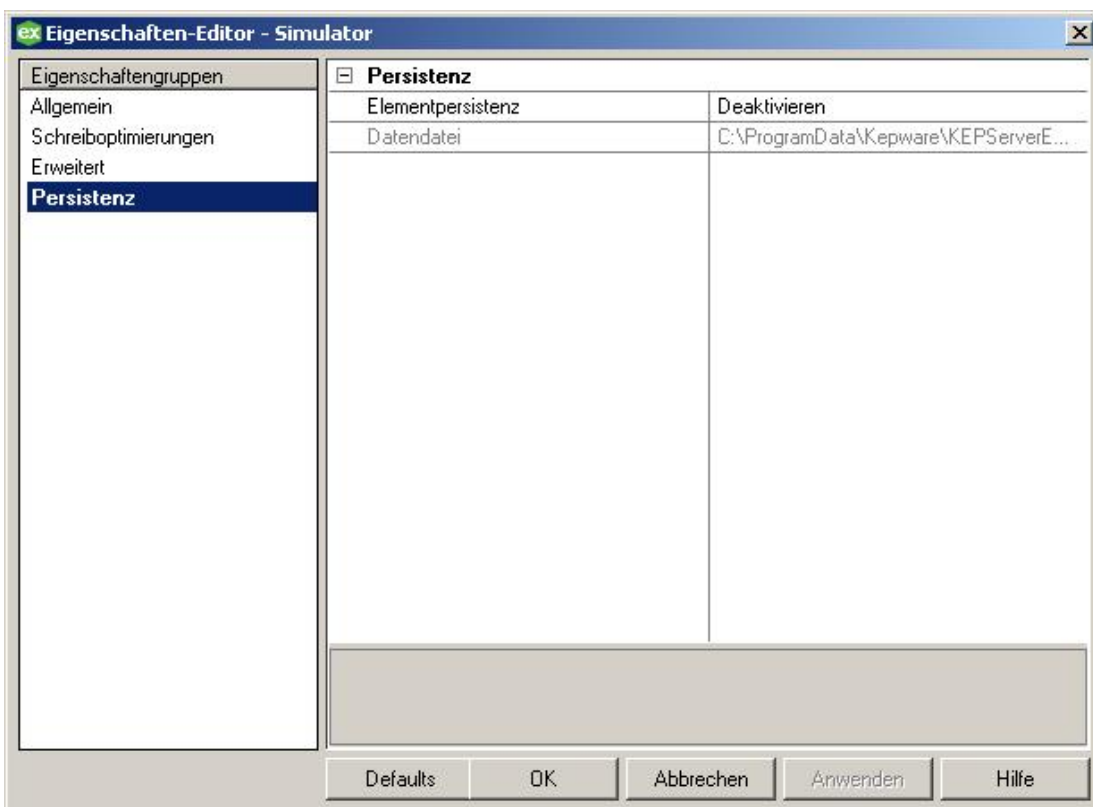 ex Eigenschaften-Editor - Simulator
Eigenschaftengruppen
Allgemein
Schreiboptimierungen
Erweitert
Persistenz
Persistenz
Elementpersistenz Deaktivieren
Datendatei C:\ProgramData\Kepware\KEPServerE...
Defaults OK Abbrechen Anwenden Hilfe